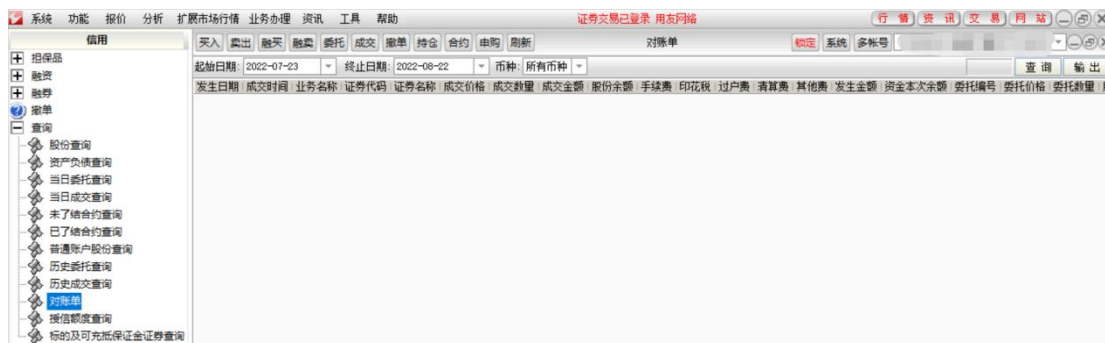 系统 功能 报价 分析 扩展市场行情 业务办理 资讯 工具 帮助 证券交易已登录 用友网络 行情 资讯 交易 网站
信用 买入 卖出 融买 融卖 委托 成交 撤单 持仓 合约 申购 刷新 对账单 锁定 系统 多帐号
担保品
起始日期: 2022-07-23 终止日期: 2022-08-22 币种: 所有币种 查询 输出
融资
发生日期 成交时间 业务名称 证券代码 证券名称 成交价格 成交数量 成交金额 股份余额 手续费 印花税 过户费 清算费 其他费 发生金额 资金本次余额 委托编号 委托价格 委托数量
融券
撤单
查询
股份查询
资产负债查询
当日委托查询
当日成交查询
未了结合约查询
已了结合约查询
普通账户股份查询
历史委托查询
历史成交查询
对账单
授信额度查询
标的及可充抵保证金证券查询